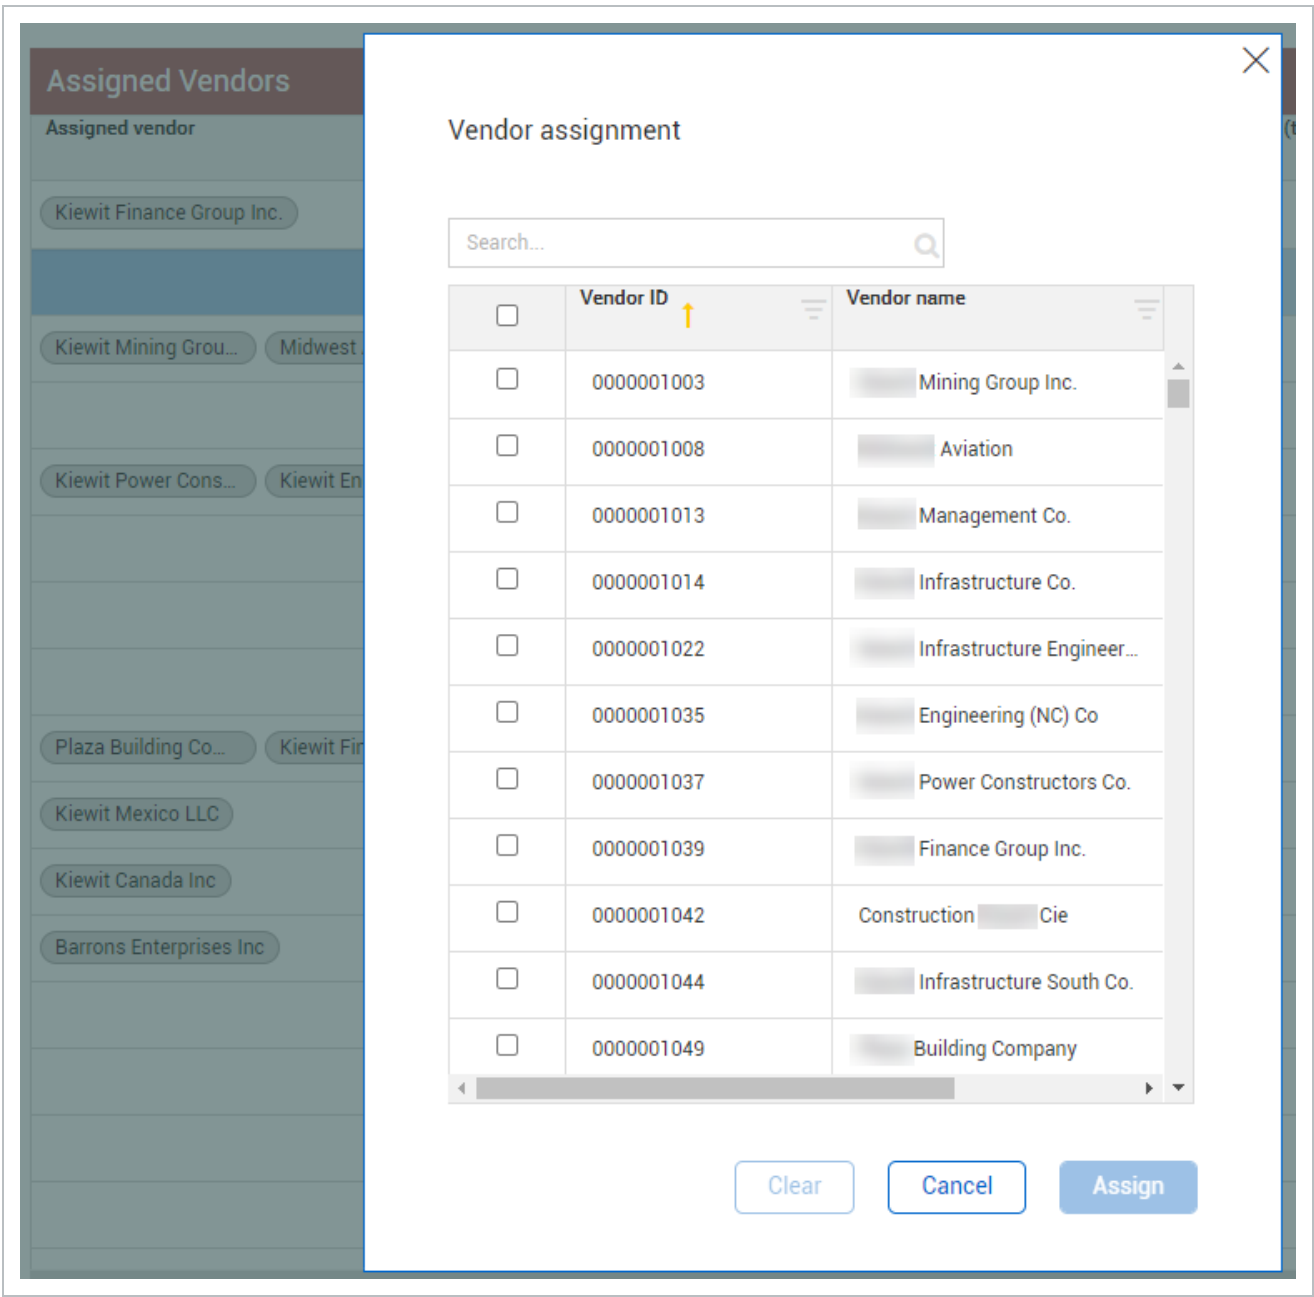 Assigned Vendors
Assigned vendor
(t
Kiewit Finance Group Inc.
Kiewit Mining Grou... Midwest
Kiewit Power Cons... Kiewit En
Plaza Building Co... Kiewit Fin
Kiewit Mexico LLC
Kiewit Canada Inc
Barrons Enterprises Inc
Vendor assignment
Search...
Vendor ID Vendor name
0000001003 Mining Group Inc.
0000001008 Aviation
0000001013 Management Co.
0000001014 Infrastructure Co.
0000001022 Infrastructure Engineer...
0000001035 Engineering (NC) Co
0000001037 Power Constructors Co.
0000001039 Finance Group Inc.
0000001042 Construction Cie
0000001044 Infrastructure South Co.
0000001049 Building Company
Clear Cancel Assign